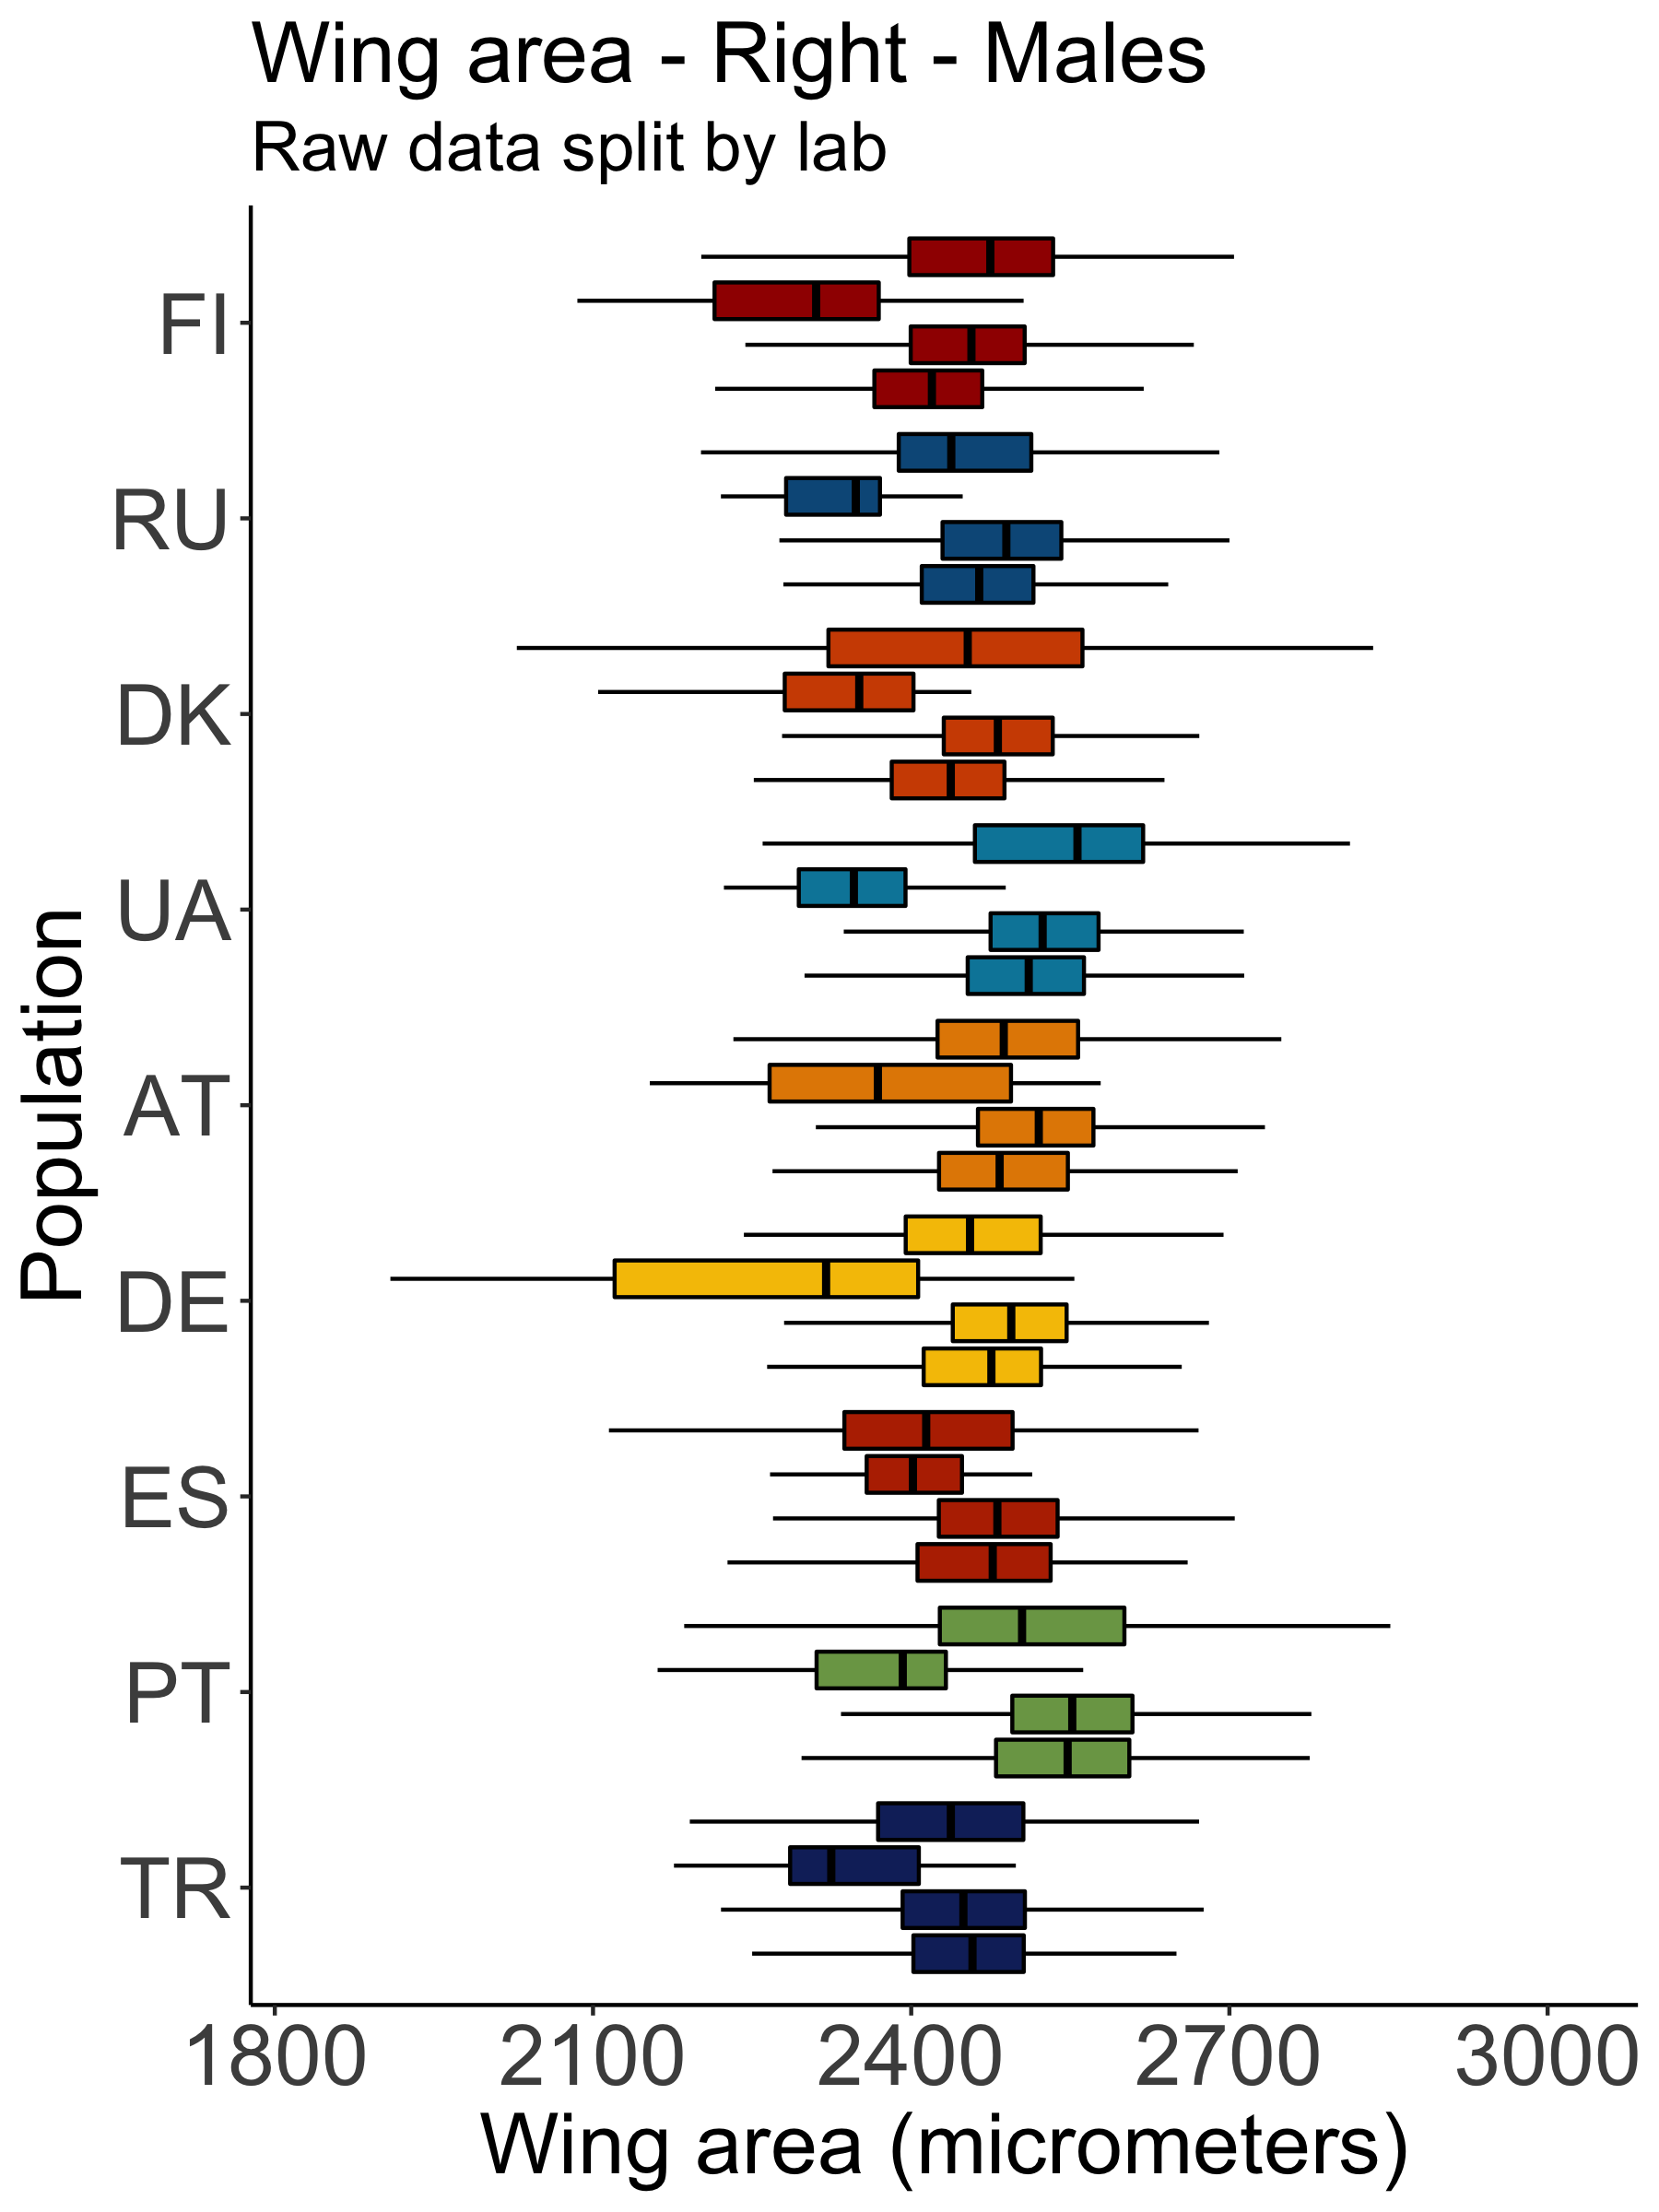 Wing area - Right - Males
Raw data split by lab
Population
FI
RU
DK
UA
AT
DE
ES
PT
TR
1800 2100 2400 2700 3000
Wing area (micrometers)